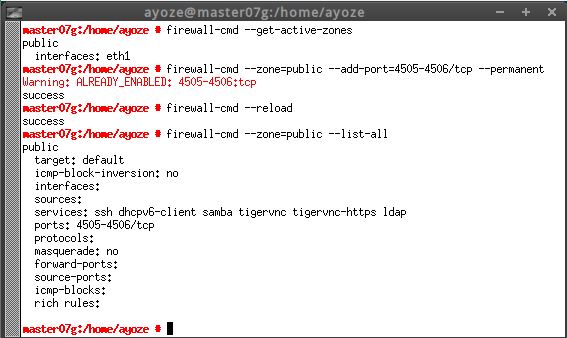 ayoze@master07g:/home/ayoze
master07g:/home/ayoze # firewall-cmd --get-active-zones
public
  interfaces: eth1
master07g:/home/ayoze # firewall-cmd --zone=public --add-port=4505-4506/tcp --permanent
Warning: ALREADY_ENABLED: 4505-4506:tcp
success
master07g:/home/ayoze # firewall-cmd --reload
success
master07g:/home/ayoze # firewall-cmd --zone=public --list-all
public
  target: default
  icmp-block-inversion: no
  interfaces:
  sources:
  services: ssh dhcpv6-client samba tigervnc tigervnc-https ldap
  ports: 4505-4506/tcp
  protocols:
  masquerade: no
  forward-ports:
  source-ports:
  icmp-blocks:
  rich rules:
master07g:/home/ayoze #